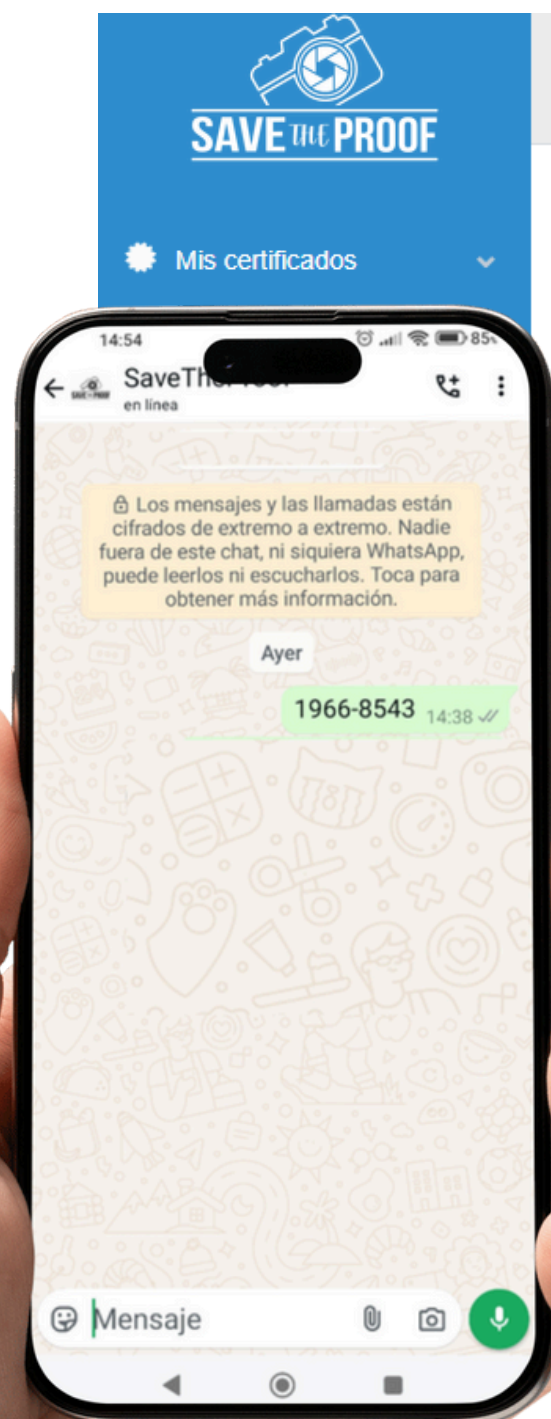 SAVE THE PROOF
Mis certificados
14:54
85%
SaveTheProof
en línea
Los mensajes y las llamadas están
cifrados de extremo a extremo. Nadie
fuera de este chat, ni siquiera WhatsApp,
puede leerlos ni escucharlos. Toca para
obtener más información.
Ayer
1966-8543 14:38
Mensaje